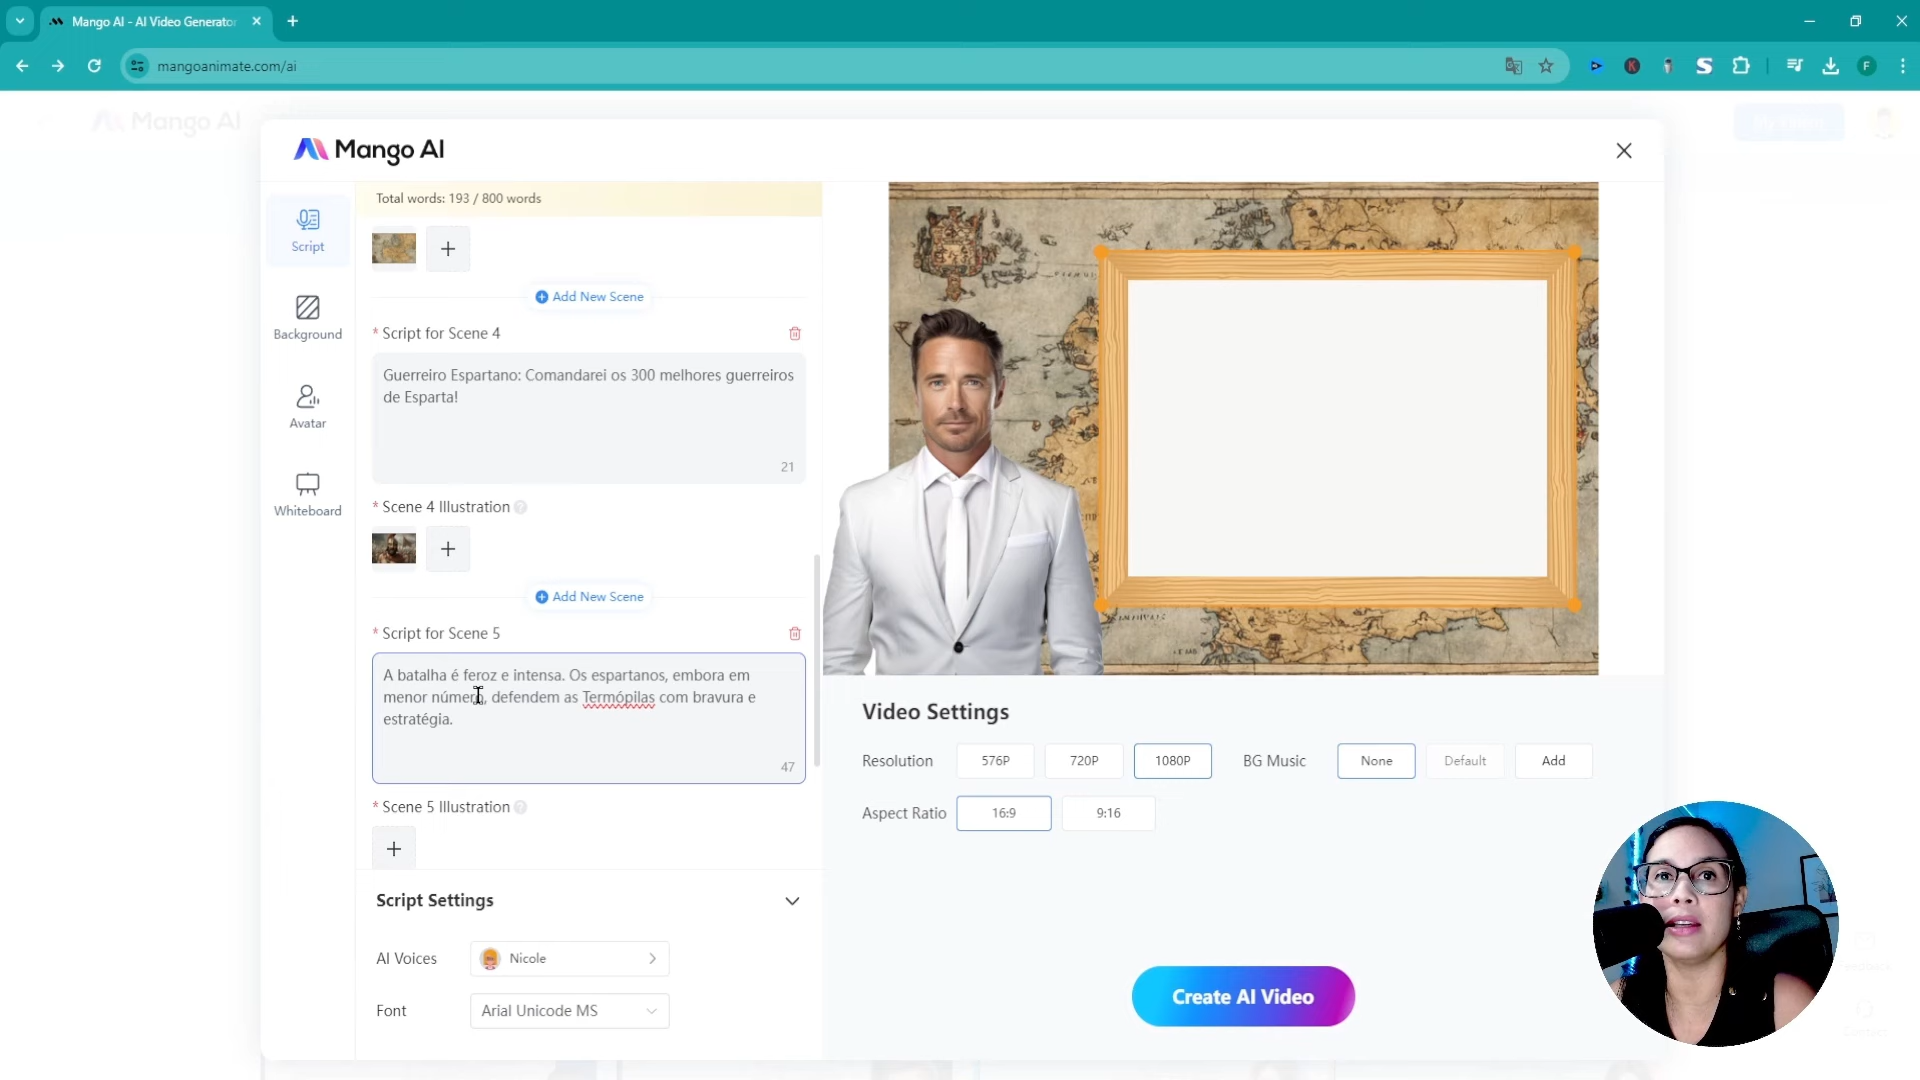 Mango AI - AI Video Generator
mangoanimate.com/ai
F
Mango AI
Mango AI
Total words: 193 / 800 words
Script
Background
Avatar
Whiteboard
Add New Scene
* Script for Scene 4
Guerreiro Espartano: Comandarei os 300 melhores guerreiros
de Esparta!
21
* Scene 4 Illustration
Add New Scene
* Script for Scene 5
A batalha é feroz e intensa. Os espartanos, embora em
menor número, defendem as Termópilas com bravura e
estratégia.
47
* Scene 5 Illustration
Script Settings
AI Voices
Nicole
Font
Arial Unicode MS
Video Settings
Resolution
576P
720P
1080P
BG Music
None
Default
Add
Aspect Ratio
16:9
9:16
Create AI Video